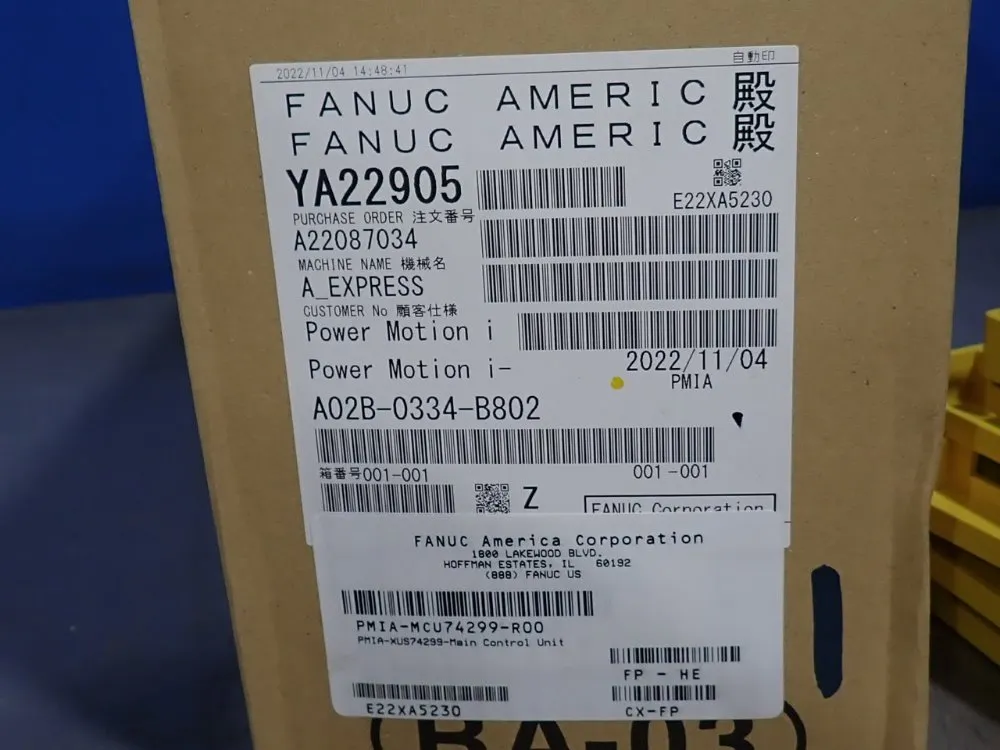 2022/11/04 14:48:41 自動印
FANUC AMERIC 殿
FANUC AMERIC 殿
YA22905
E22XA5230
PURCHASE ORDER 注文番号
A22087034
MACHINE NAME 機械名
A_EXPRESS
CUSTOMER No 顧客仕様
Power Motion i
Power Motion i-
2022/11/04
PMIA
A02B-0334-B802
箱番号001-001
001-001
Z
FANUC Corporation
FANUC America Corporation
1800 LAKEWOOD BLVD.
HOFFMAN ESTATES, IL 60192
(888) FANUC US
PMIA-MCU74299-R00
PMIA-XUS74299-Main Control Unit
FP - HE
E22XA5230
CX-FP
RA-03